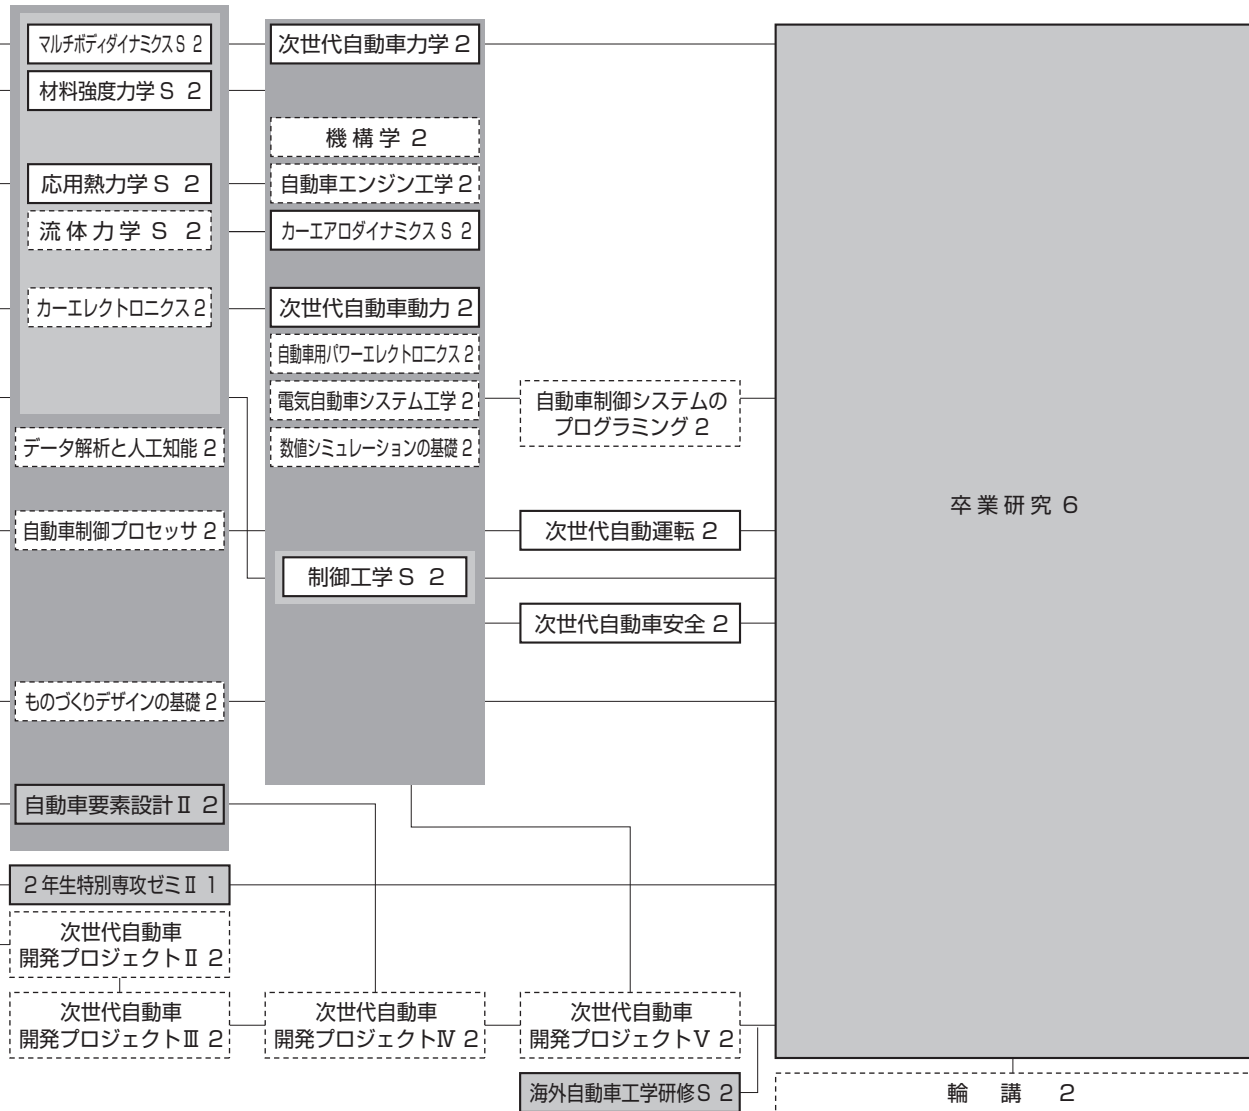 マルチボディダイナミクスS 2
材料強度力学S 2
応用熱力学S 2
流体力学S 2
カーエレクトロニクス2
データ解析と人工知能2
自動車制御プロセッサ2
ものづくりデザインの基礎2
自動車要素設計Ⅱ 2
2年生特別専攻ゼミⅡ 1
次世代自動車
開発プロジェクトⅡ 2
次世代自動車
開発プロジェクトⅢ 2
次世代自動車力学2
機構学2
自動車エンジン工学2
カーエアロダイナミクスS 2
次世代自動車動力2
自動車用パワーエレクトロニクス2
電気自動車システム工学2
数値シミュレーションの基礎2
制御工学S 2
次世代自動車
開発プロジェクトⅣ 2
自動車制御システムの
プログラミング2
次世代自動運転2
次世代自動車安全2
次世代自動車
開発プロジェクトⅤ 2
海外自動車工学研修S 2
卒業研究6
輪講 2